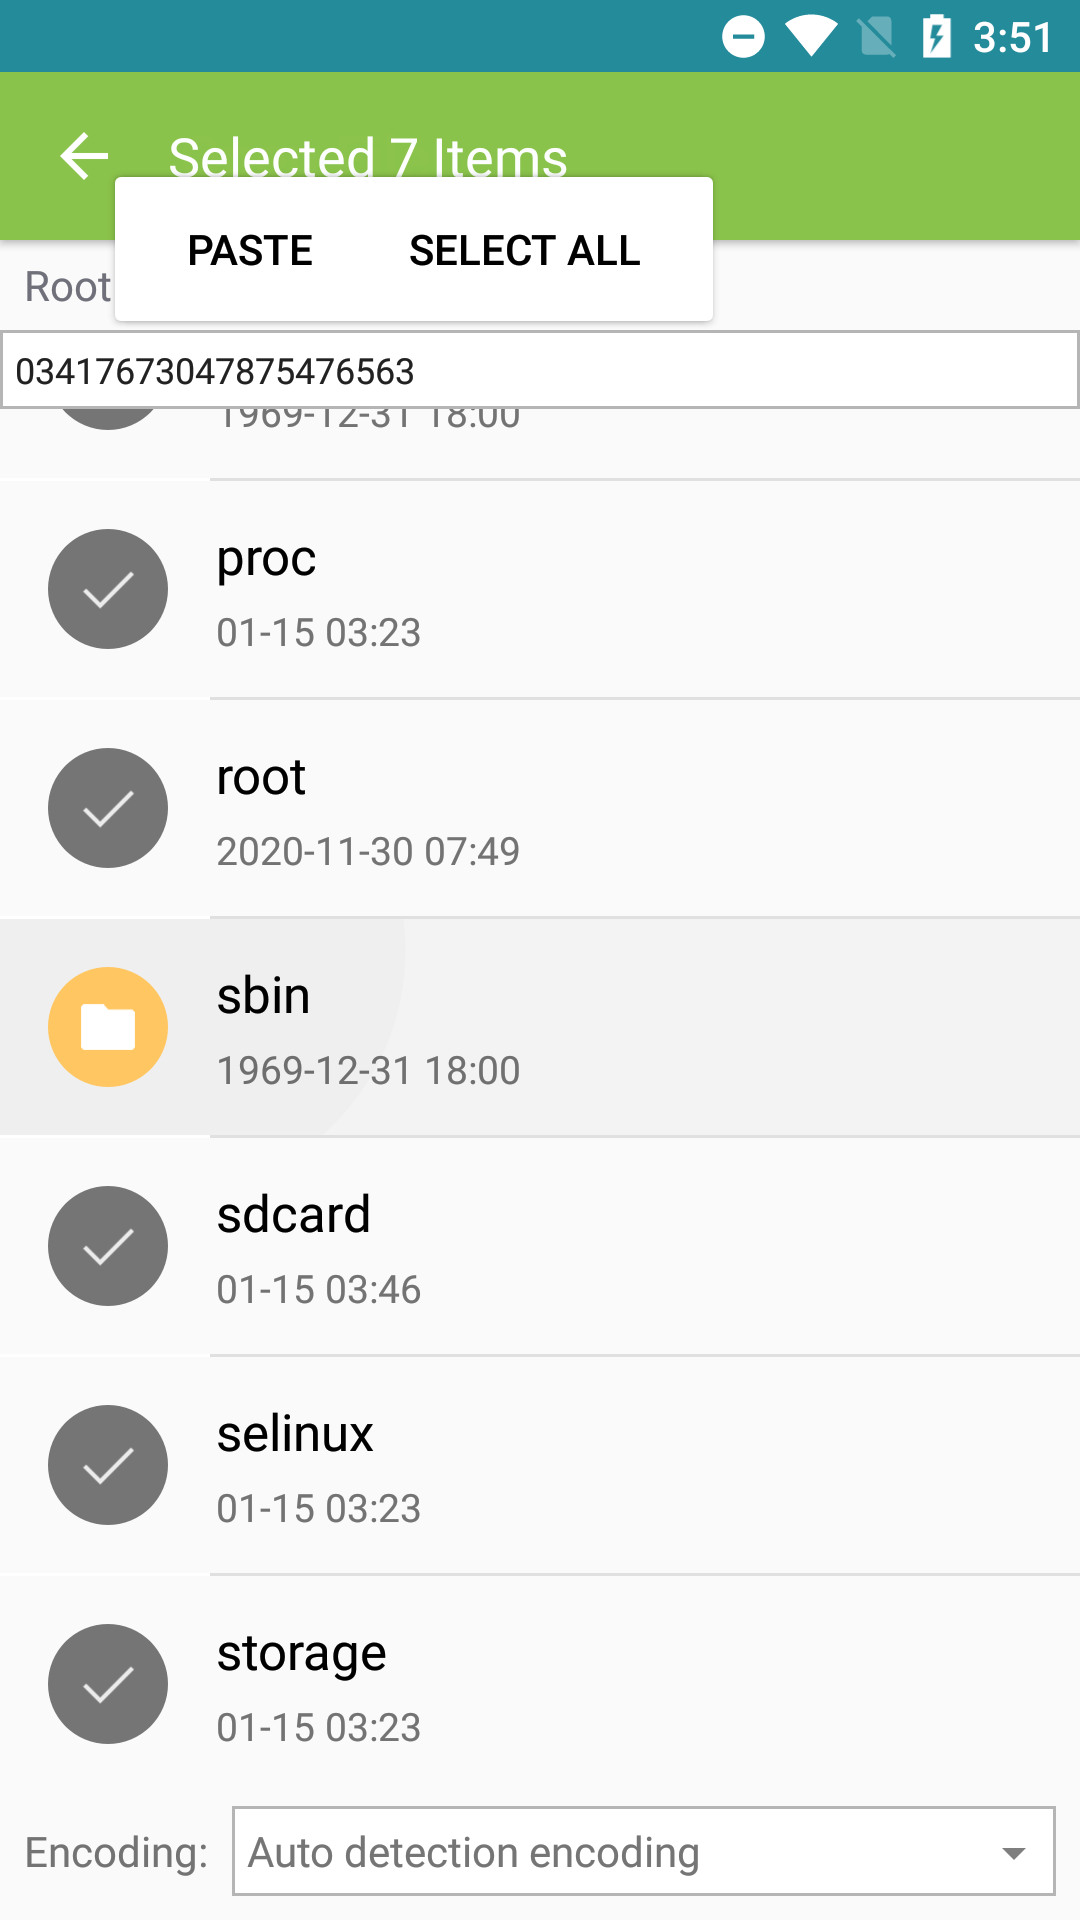 3:51
Selected 7 Items
PASTE SELECT ALL
Root
03417673047875476563
1969-12-31 18:00
proc
01-15 03:23
root
2020-11-30 07:49
sbin
1969-12-31 18:00
sdcard
01-15 03:46
selinux
01-15 03:23
storage
01-15 03:23
Encoding: Auto detection encoding